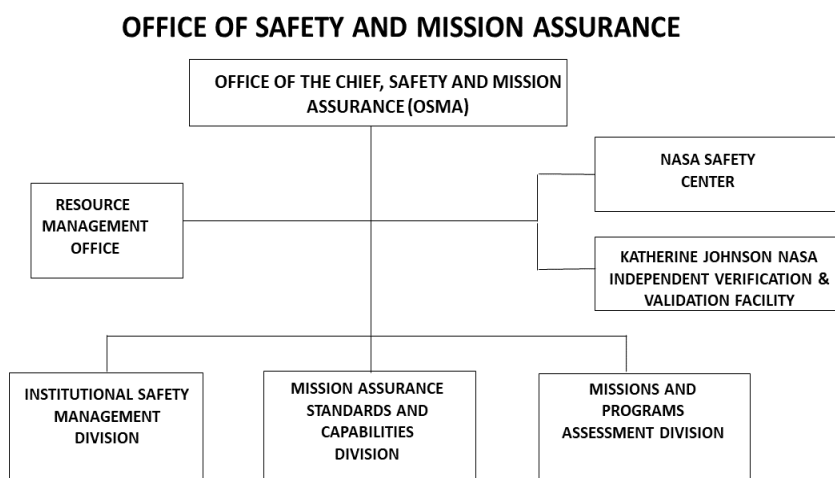 OFFICE OF SAFETY AND MISSION ASSURANCE
OFFICE OF THE CHIEF, SAFETY AND MISSION
ASSURANCE (OSMA)
NASA SAFETY
CENTER
RESOURCE
MANAGEMENT
OFFICE
KATHERINE JOHNSON NASA
INDEPENDENT VERIFICATION &
VALIDATION FACILITY
INSTITUTIONAL SAFETY
MANAGEMENT
DIVISION
MISSION ASSURANCE
STANDARDS AND
CAPABILITIES
DIVISION
MISSIONS AND
PROGRAMS
ASSESSMENT DIVISION